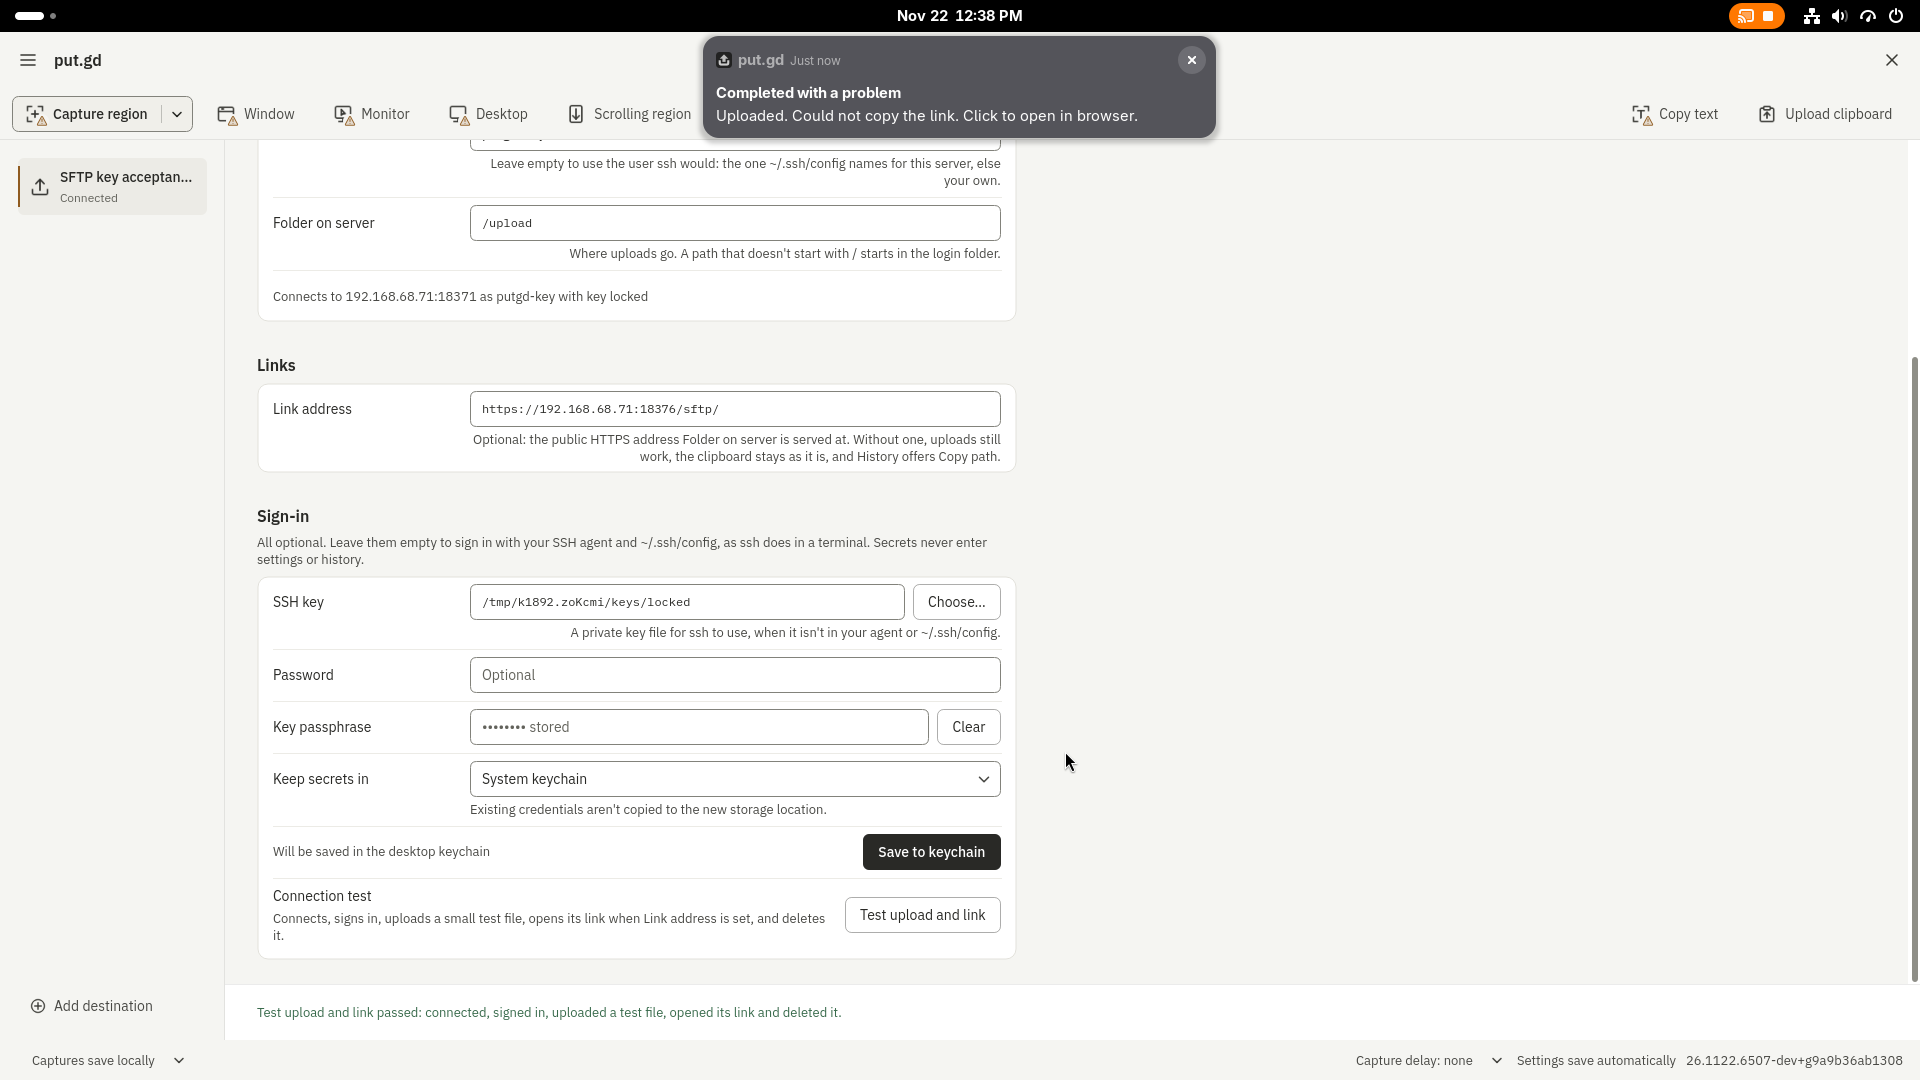 Nov 22 12:38 PM
put.gd
put.gd Just now
Completed with a problem
Uploaded. Could not copy the link. Click to open in browser.
Capture region
Window
Monitor
Desktop
Scrolling region
Copy text
Upload clipboard
SFTP key acceptan...
Connected
Leave empty to use the user ssh would: the one ~/.ssh/config names for this server, else
your own.
Folder on server
/upload
Where uploads go. A path that doesn't start with / starts in the login folder.
Connects to 192.168.68.71:18371 as putgd-key with key locked
Links
Link address
https://192.168.68.71:18376/sftp/
Optional: the public HTTPS address Folder on server is served at. Without one, uploads still
work, the clipboard stays as it is, and History offers Copy path.
Sign-in
All optional. Leave them empty to sign in with your SSH agent and ~/.ssh/config, as ssh does in a terminal. Secrets never enter
settings or history.
SSH key
/tmp/k1892.zoKcmi/keys/locked
Choose...
A private key file for ssh to use, when it isn't in your agent or ~/.ssh/config.
Password
Optional
Key passphrase
•••••••• stored
Clear
Keep secrets in
System keychain
Existing credentials aren't copied to the new storage location.
Will be saved in the desktop keychain
Save to keychain
Connection test
Connects, signs in, uploads a small test file, opens its link when Link address is set, and deletes
it.
Test upload and link
Add destination
Test upload and link passed: connected, signed in, uploaded a test file, opened its link and deleted it.
Captures save locally
Capture delay: none
Settings save automatically
26.1122.6507-dev+g9a9b36ab1308